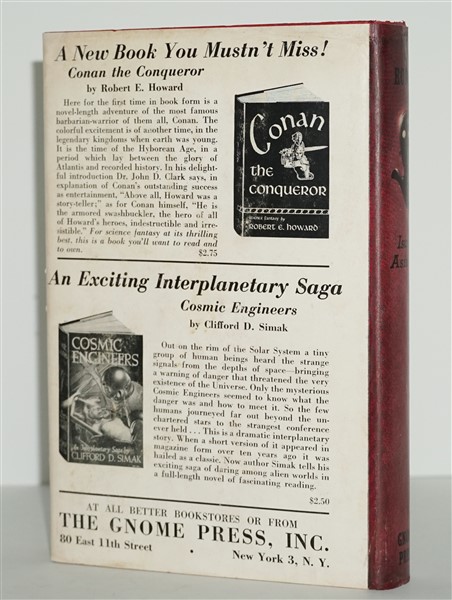 A New Book You Mustn't Miss!
Conan the Conqueror
by Robert E. Howard
Here for the first time in book form is a
novel-length adventure of the most famous
barbarian-warrior of them all, Conan. The
colorful excitement is of another time, in the
legendary kingdoms when earth was young.
It is the time of the Hyborean Age, in a
period which lay between the glory of
Atlantis and recorded history. In his delight-
ful introduction Dr. John D. Clark says, in
explanation of Conan's outstanding success
as entertainment, "Above all, Howard was a
story-teller;" as for Conan himself, "He is
the armored swashbuckler, the hero of all
of Howard's heroes, indestructible and irre-
sistible." For science fantasy at its thrilling
best, this is a book you'll want to read and
to own.
$2.75
Conan
THE
CONQUEROR
Science Fantasy by
ROBERT E. HOWARD
An Exciting Interplanetary Saga
Cosmic Engineers
by Clifford D. Simak
COSMIC
ENGINEERS
An Interplanetary Saga by
CLIFFORD D. SIMAK
Out on the rim of the Solar System a tiny
group of human beings heard the strange
signals from the depths of space—bringing
a warning of danger that threatened the very
existence of the Universe. Only the mysterious
Cosmic Engineers seemed to know what the
danger was and how to meet it. So the few
humans journeyed far out beyond the un-
chartered stars to the strangest conference
ever held . . . This is a dramatic interplanetary
story. When a short version of it appeared in
magazine form over ten years ago it was
hailed as a classic. Now author Simak tells his
exciting saga of daring among alien worlds in
a full-length novel of fascinating reading.
$2.50
AT ALL BETTER BOOKSTORES OR FROM
THE GNOME PRESS, INC.
80 East 11th Street
New York 3, N. Y.